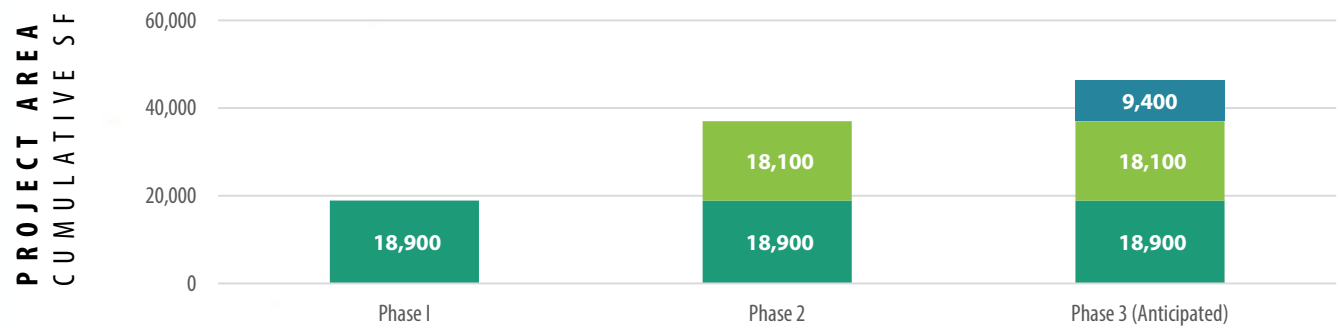 PROJECT AREA
CUMULATIVE SF
60,000
40,000
20,000
0
9,400
18,100
18,100
18,900
18,900
18,900
Phase I
Phase 2
Phase 3 (Anticipated)